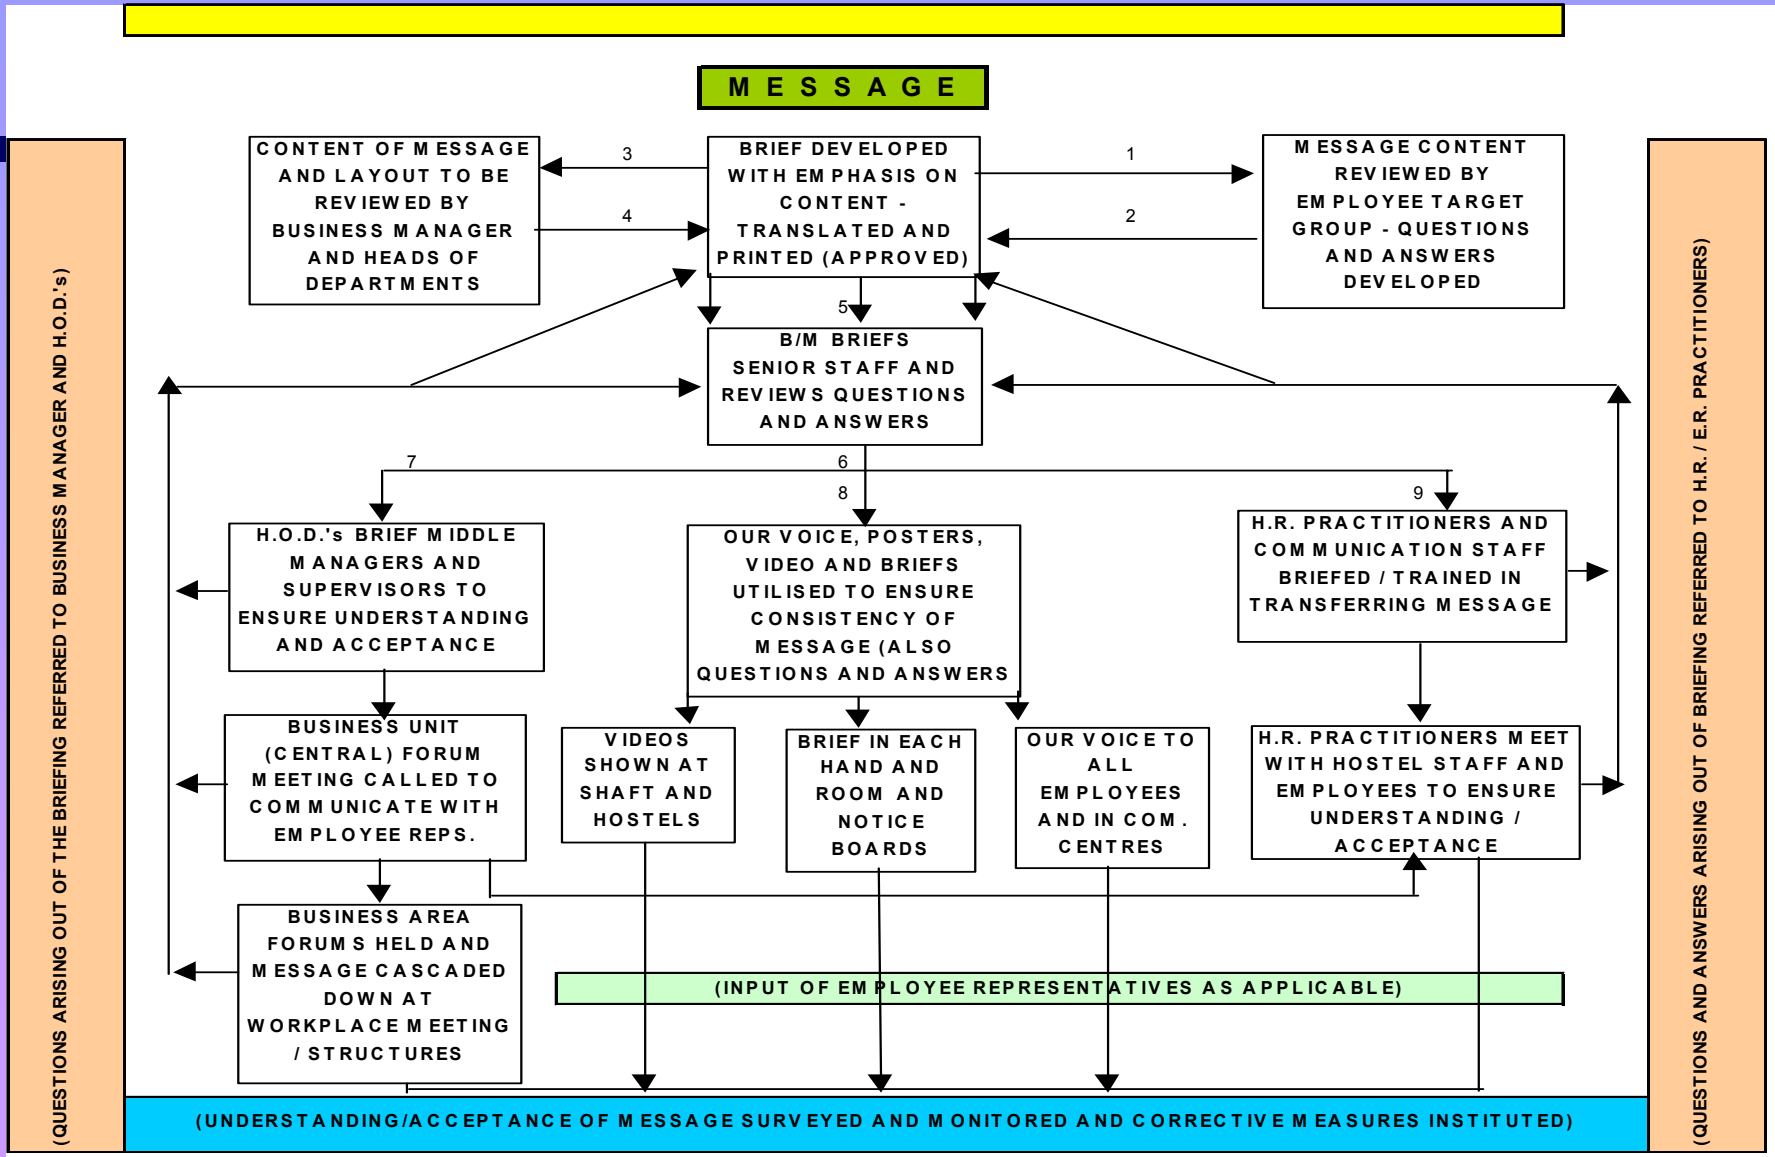 MESSAGE
CONTENT OF MESSAGE
AND LAYOUT TO BE
REVIEWED BY
BUSINESS MANAGER
AND HEADS OF
DEPARTMENTS
3
4
BRIEF DEVELOPED
WITH EMPHASIS ON
CONTENT -
TRANSLATED AND
PRINTED (APPROVED)
1
2
MESSAGE CONTENT
REVIEWED BY
EMPLOYEE TARGET
GROUP - QUESTIONS
AND ANSWERS
DEVELOPED
5
B/M BRIEFS
SENIOR STAFF AND
REVIEWS QUESTIONS
AND ANSWERS
7
6
8
9
H.O.D.'s BRIEF MIDDLE
MANAGERS AND
SUPERVISORS TO
ENSURE UNDERSTANDING
AND ACCEPTANCE
OUR VOICE, POSTERS,
VIDEO AND BRIEFS
UTILISED TO ENSURE
CONSISTENCY OF
MESSAGE (ALSO
QUESTIONS AND ANSWERS
H.R. PRACTITIONERS AND
COMMUNICATION STAFF
BRIEFED / TRAINED IN
TRANSFERRING MESSAGE
BUSINESS UNIT
(CENTRAL) FORUM
MEETING CALLED TO
COMMUNICATE WITH
EMPLOYEE REPS.
VIDEOS
SHOWN AT
SHAFT AND
HOSTELS
BRIEF IN EACH
HAND AND
ROOM AND
NOTICE
BOARDS
OUR VOICE TO
ALL
EMPLOYEES
AND IN COM.
CENTRES
H.R. PRACTITIONERS MEET
WITH HOSTEL STAFF AND
EMPLOYEES TO ENSURE
UNDERSTANDING /
ACCEPTANCE
BUSINESS AREA
FORUMS HELD AND
MESSAGE CASCADED
DOWN AT
WORKPLACE MEETING
/ STRUCTURES
(INPUT OF EMPLOYEE REPRESENTATIVES AS APPLICABLE)
(UNDERSTANDING/ACCEPTANCE OF MESSAGE SURVEYED AND MONITORED AND CORRECTIVE MEASURES INSTITUTED)
(QUESTIONS ARISING OUT OF THE BRIEFING REFERRED TO BUSINESS MANAGER AND H.O.D.'s)
(QUESTIONS AND ANSWERS ARISING OUT OF BRIEFING REFERRED TO H.R. / E.R. PRACTITIONERS)